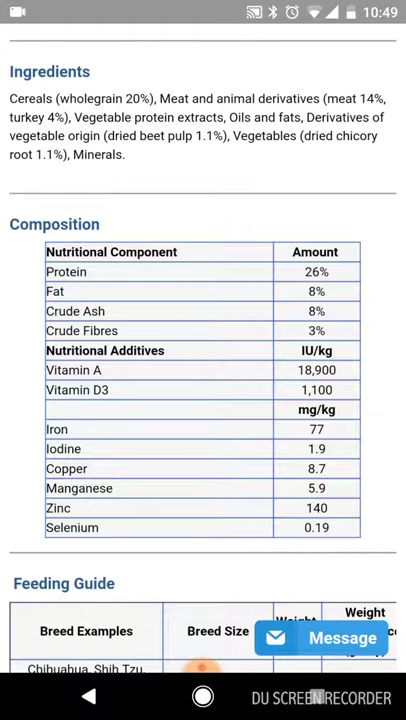 10:49
Ingredients
Cereals (wholegrain 20%), Meat and animal derivatives (meat 14%,
turkey 4%), Vegetable protein extracts, Oils and fats, Derivatives of
vegetable origin (dried beet pulp 1.1%), Vegetables (dried chicory
root 1.1%), Minerals.
Composition
Nutritional Component Amount
Protein 26%
Fat 8%
Crude Ash 8%
Crude Fibres 3%
Nutritional Additives IU/kg
Vitamin A 18,900
Vitamin D3 1,100
mg/kg
Iron 77
Iodine 1.9
Copper 8.7
Manganese 5.9
Zinc 140
Selenium 0.19
Feeding Guide
Weight
Breed Examples Breed Size Weight
Message
Chihuahua, Shih Tzu,
DU SCREEN RECORDER